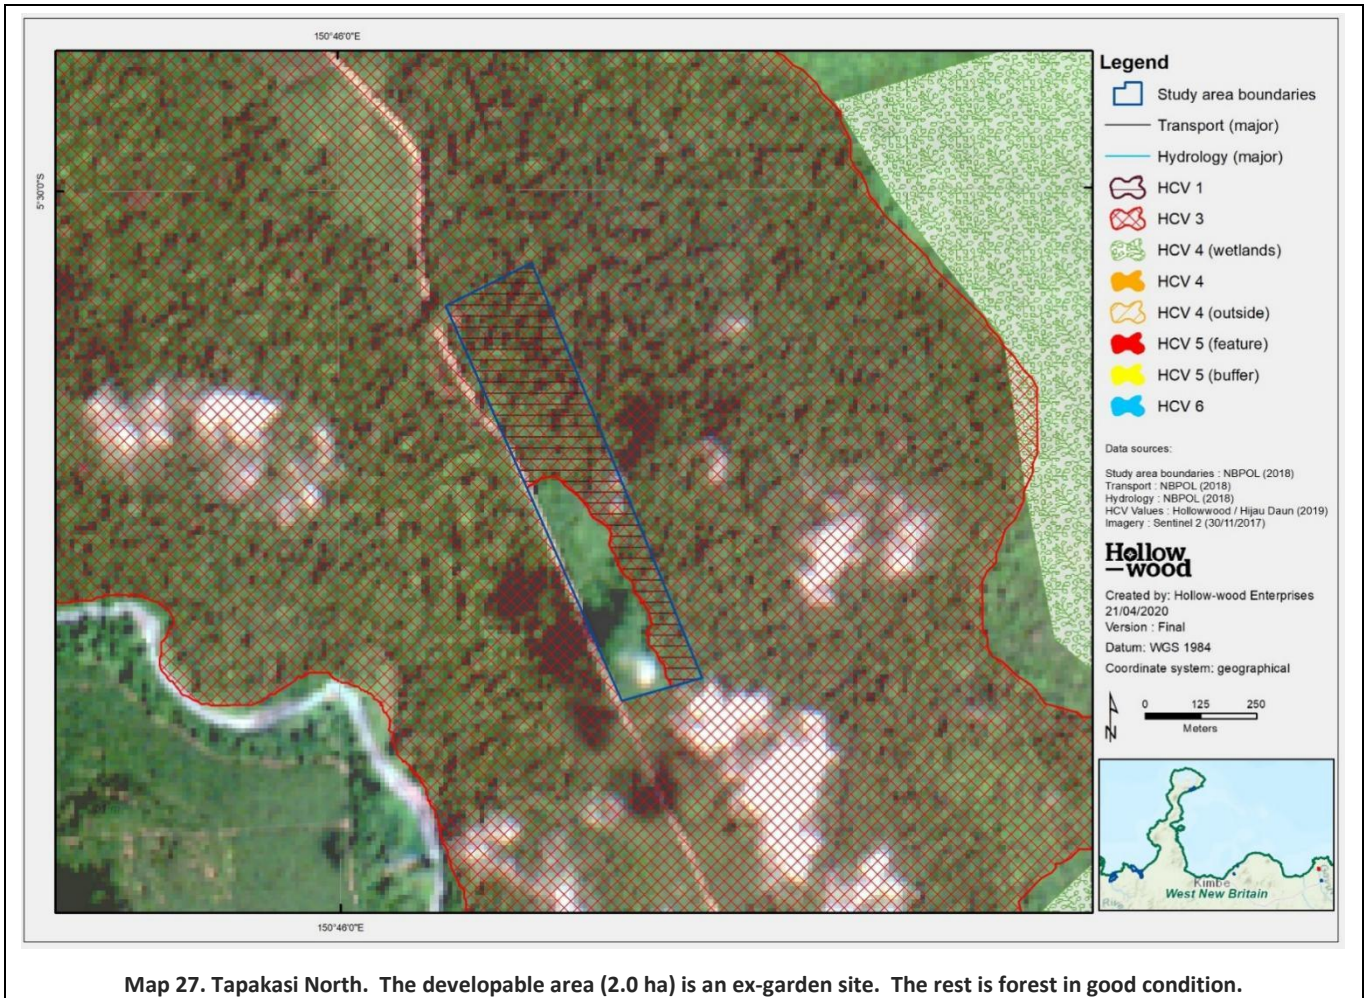 150°46'0"E
5°30'0"S
Legend
Study area boundaries
Transport (major)
Hydrology (major)
HCV 1
HCV 3
HCV 4 (wetlands)
HCV 4
HCV 4 (outside)
HCV 5 (feature)
HCV 5 (buffer)
HCV 6
Data sources:
Study area boundaries : NBPOL (2018)
Transport : NBPOL (2018)
Hydrology : NBPOL (2018)
HCV Values : Hollowwood / Hijau Daun (2019)
Imagery : Sentinel 2 (30/11/2017)
Hollow
—wood
Created by: Hollow-wood Enterprises
21/04/2020
Version : Final
Datum: WGS 1984
Coordinate system: geographical
N
0 125 250
Meters
Kimbe
West New Britain
150°46'0"E
Map 27. Tapakasi North. The developable area (2.0 ha) is an ex-garden site. The rest is forest in good condition.